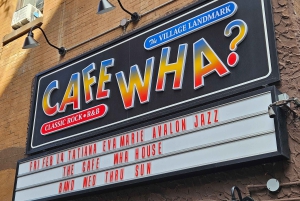 The VILLAGE LANDMARK
CAFE WHA?
CLASSIC ROCK • R&B
FRI FEB 14 TATIANA EVA MARIE AVALON JAZZ
THE CAFE WHA HOUSE
BAND WED THRU SUN